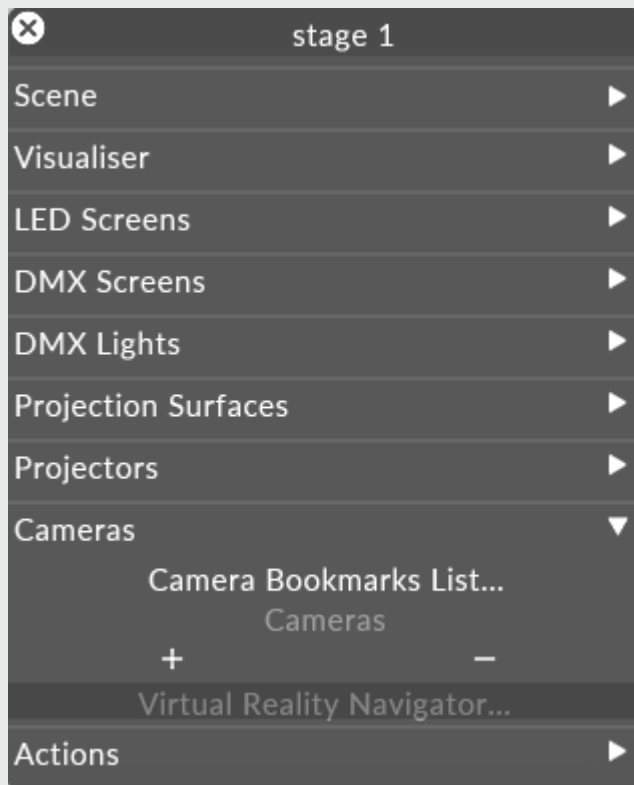 stage 1
Scene
Visualiser
LED Screens
DMX Screens
DMX Lights
Projection Surfaces
Projectors
Cameras
Camera Bookmarks List...
Cameras
+ −
Virtual Reality Navigator...
Actions